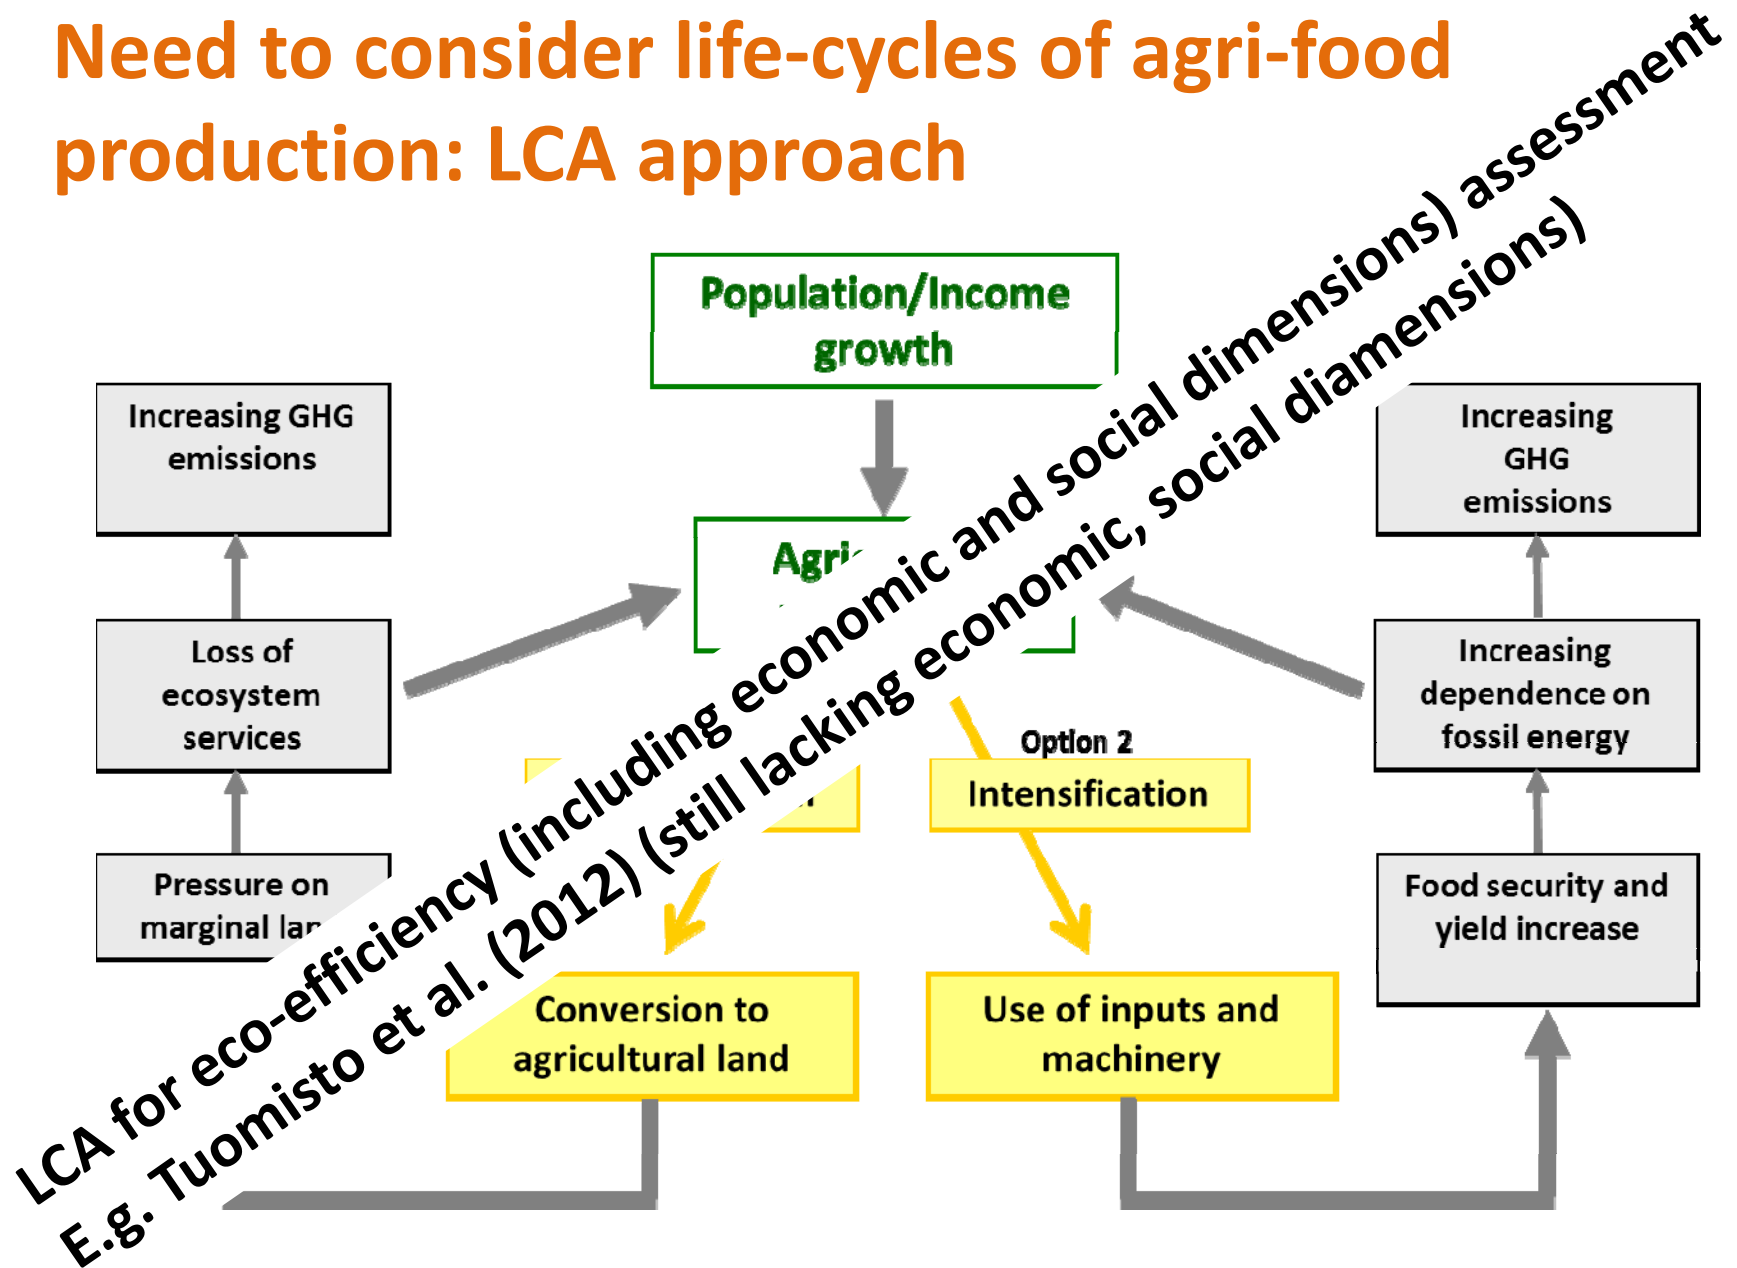 Need to consider life-cycles of agri-food
production: LCA approach
LCA for eco-efficiency (including economic and social dimensions) assessment
E.g. Tuomisto et al. (2012) (still lacking economic, social diamensions)
Population/Income
growth
Increasing GHG
emissions
Loss of
ecosystem
services
Pressure on
marginal
Option 2
Intensification
Conversion to
agricultural land
Use of inputs and
machinery
Increasing
GHG
emissions
Increasing
dependence on
fossil energy
Food security and
yield increase